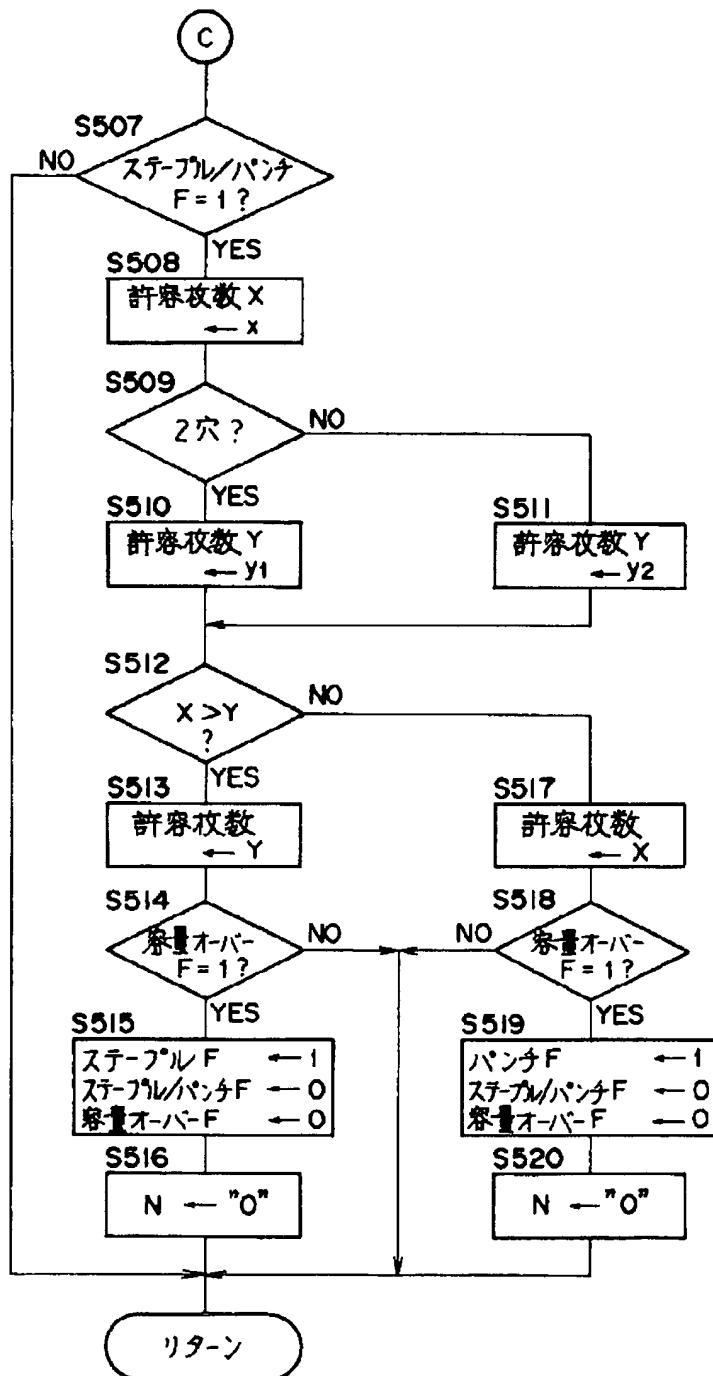 C
S507
NO
ステープル/パンチ
F=1?
YES
S508
許容枚数 X
← x
S509
2穴?
NO
YES
S510
許容枚数 Y
← y1
S511
許容枚数 Y
← y2
S512
X>Y
?
NO
YES
S513
許容枚数
← Y
S517
許容枚数
← X
S514
容量オーバー
F=1?
NO
YES
S518
NO
容量オーバー
F=1?
YES
S515
ステープル F ← 1
ステープル/パンチ F ← 0
容量オーバー F ← 0
S519
パンチ F ← 1
ステープル/パンチ F ← 0
容量オーバー F ← 0
S516
N ← "0"
S520
N ← "0"
リターン